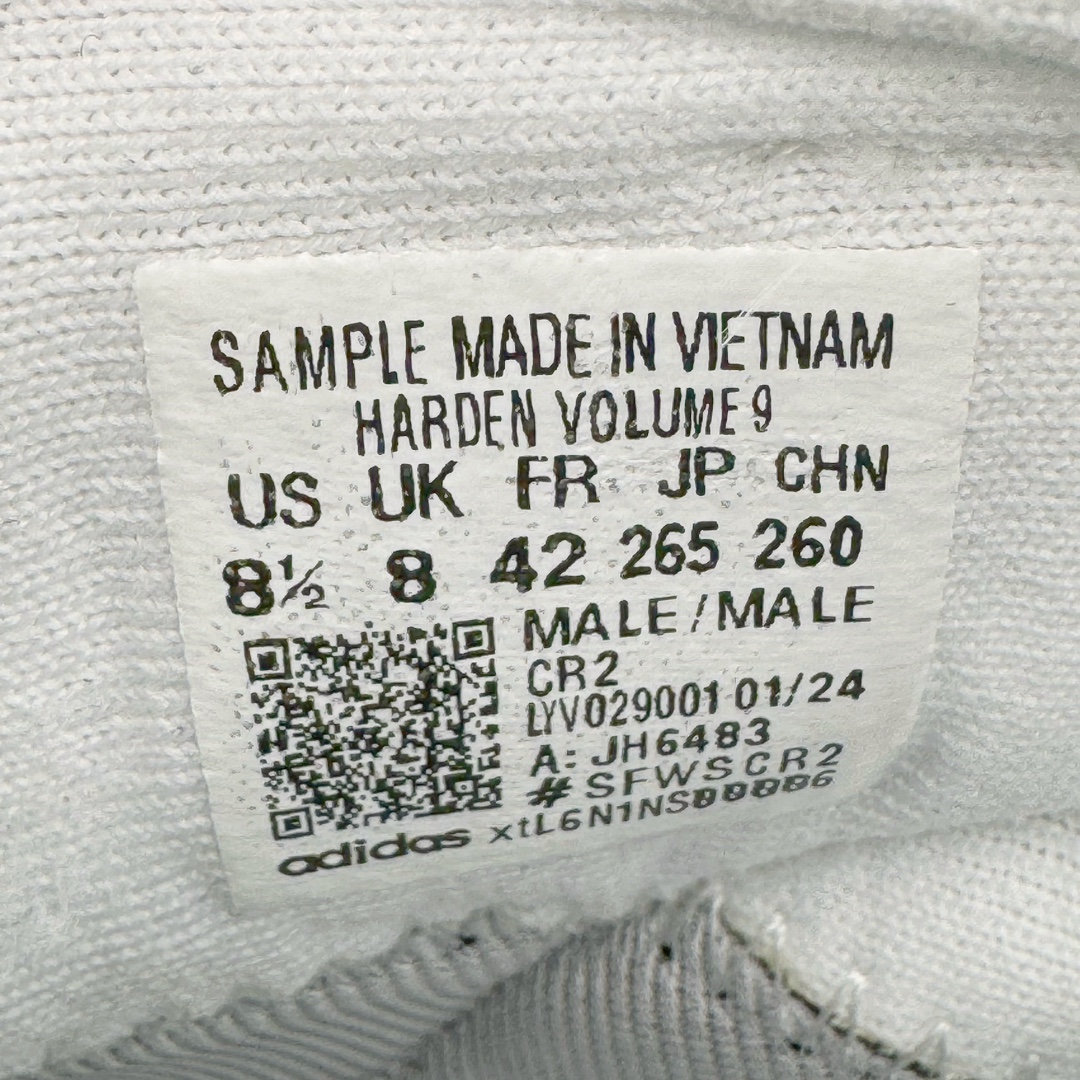 SAMPLE MADE IN VIETNAM
HARDEN VOLUME 9
US UK FR JP CHN
8½ 8 42 265 260
MALE/MALE
CR2
LYV029001 01/24
A: JH6483
# SFWSCR2
adidas xtL6N1NS00006